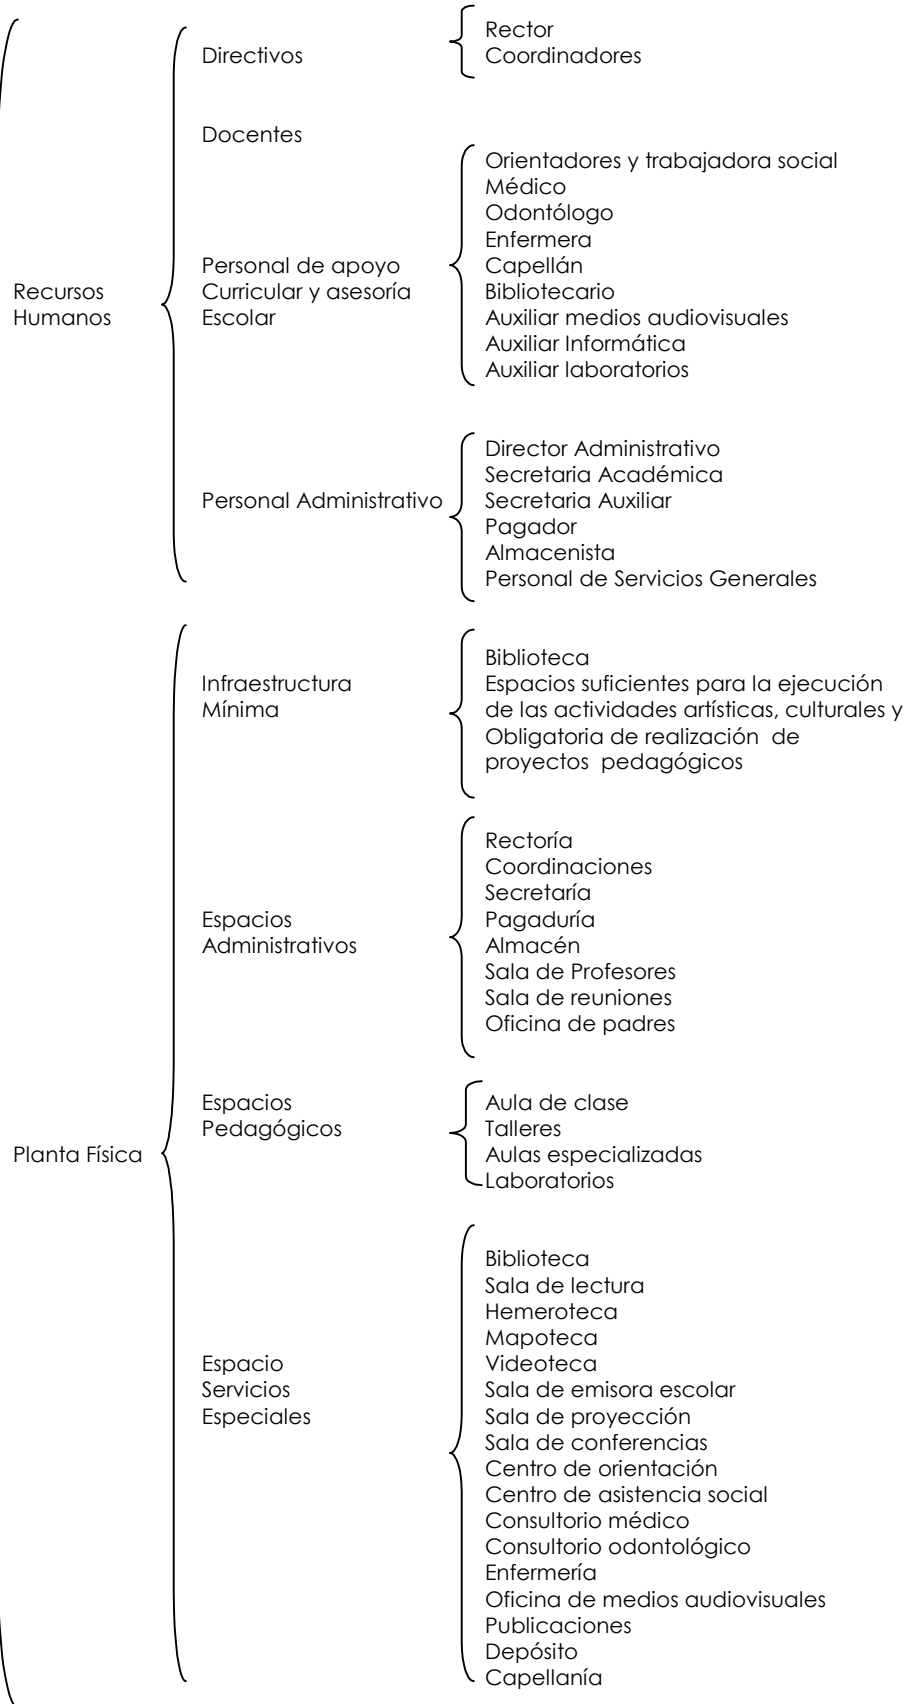 Recursos
Humanos
Directivos
Rector
Coordinadores
Docentes
Personal de apoyo
Curricular y asesoría
Escolar
Orientadores y trabajadora social
Médico
Odontólogo
Enfermera
Capellán
Bibliotecario
Auxiliar medios audiovisuales
Auxiliar Informática
Auxiliar laboratorios
Personal Administrativo
Director Administrativo
Secretaria Académica
Secretaria Auxiliar
Pagador
Almacenista
Personal de Servicios Generales
Planta Física
Infraestructura
Mínima
Biblioteca
Espacios suficientes para la ejecución
de las actividades artísticas, culturales y
Obligatoria de realización de
proyectos pedagógicos
Espacios
Administrativos
Rectoría
Coordinaciones
Secretaría
Pagaduría
Almacén
Sala de Profesores
Sala de reuniones
Oficina de padres
Espacios
Pedagógicos
Aula de clase
Talleres
Aulas especializadas
Laboratorios
Espacio
Servicios
Especiales
Biblioteca
Sala de lectura
Hemeroteca
Mapoteca
Videoteca
Sala de emisora escolar
Sala de proyección
Sala de conferencias
Centro de orientación
Centro de asistencia social
Consultorio médico
Consultorio odontológico
Enfermería
Oficina de medios audiovisuales
Publicaciones
Depósito
Capellanía